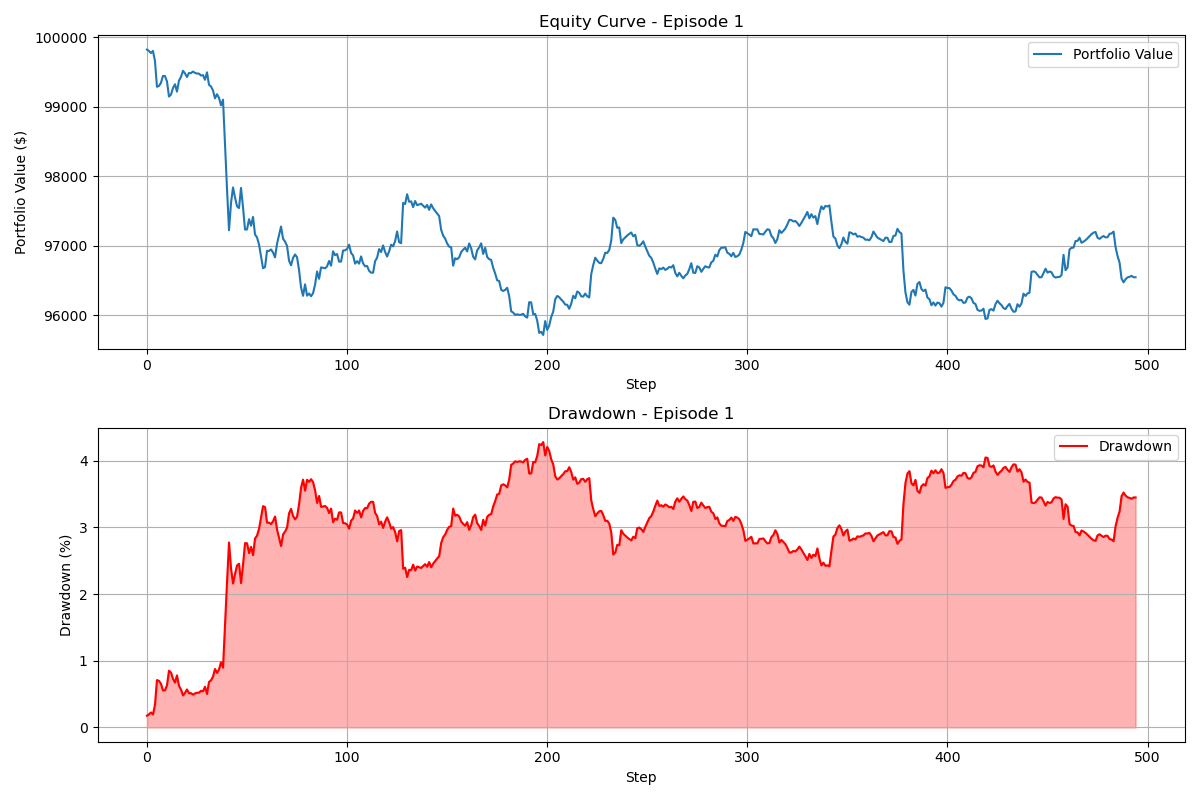 Equity Curve - Episode 1
Portfolio Value ($)
100000
99000
98000
97000
96000
Portfolio Value
0 100 200 300 400 500
Step
Drawdown - Episode 1
Drawdown (%)
4
3
2
1
0
Drawdown
0 100 200 300 400 500
Step